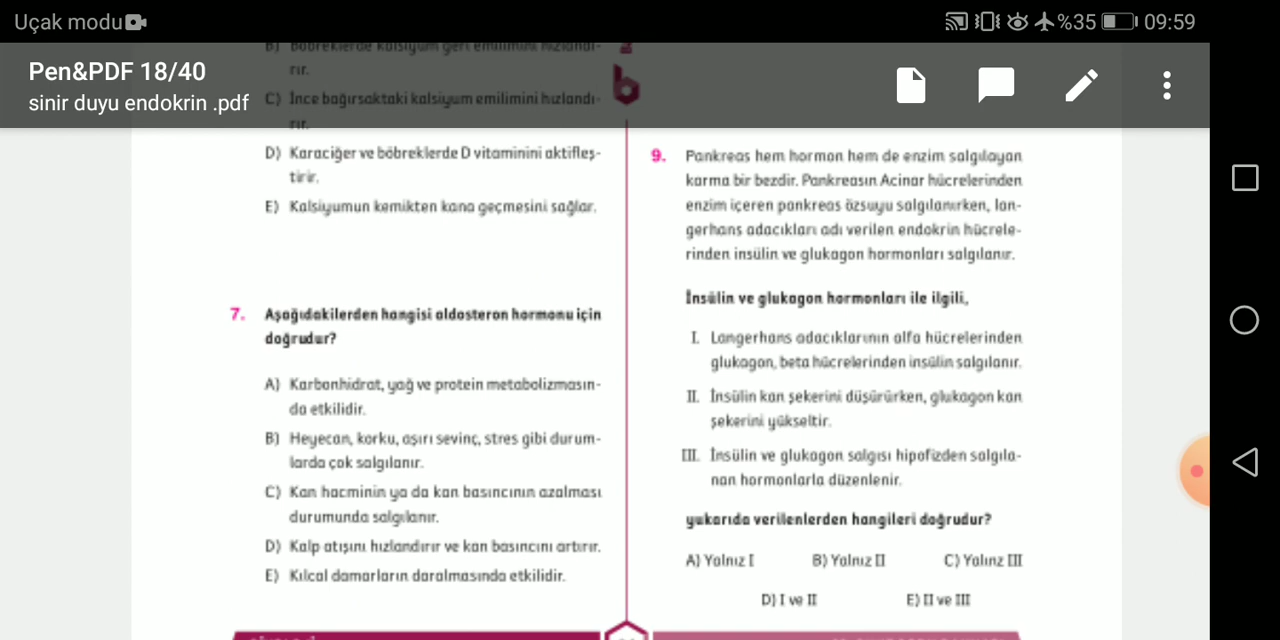 Uçak modu
%35 09:59
Pen&PDF 18/40
sinir duyu endokrin .pdf
B) Böbreklerde kalsiyum geri emilimini hızlandı-
rır.
C) İnce bağırsaktaki kalsiyum emilimini hızlandı-
rır.
D) Karaciğer ve böbreklerde D vitaminini aktifleş-
tirir.
E) Kalsiyumun kemikten kana geçmesini sağlar.
7. Aşağıdakilerden hangisi aldosteron hormonu için
doğrudur?
A) Karbonhidrat, yağ ve protein metabolizmasın-
da etkilidir.
B) Heyecan, korku, aşırı sevinç, stres gibi durum-
larda çok salgılanır.
C) Kan hacminin ya da kan basıncının azalması
durumunda salgılanır.
D) Kalp atışını hızlandırır ve kan basıncını artırır.
E) Kılcal damarların daralmasında etkilidir.
b
9. Pankreas hem hormon hem de enzim salgılayan
karma bir bezdir. Pankreasın Acinar hücrelerinden
enzim içeren pankreas özsuyu salgılanırken, lan-
gerhans adacıkları adı verilen endokrin hücrele-
rinden insülin ve glukagon hormonları salgılanır.
İnsülin ve glukagon hormonları ile ilgili,
I. Langerhans adacıklarının alfa hücrelerinden
glukagon, beta hücrelerinden insülin salgılanır.
II. İnsülin kan şekerini düşürürken, glukagon kan
şekerini yükseltir.
III. İnsülin ve glukagon salgısı hipofizden salgıla-
nan hormonlarla düzenlenir.
yukarıda verilenlerden hangileri doğrudur?
A) Yalnız I B) Yalnız II C) Yalınz III
D) I ve II E) II ve III